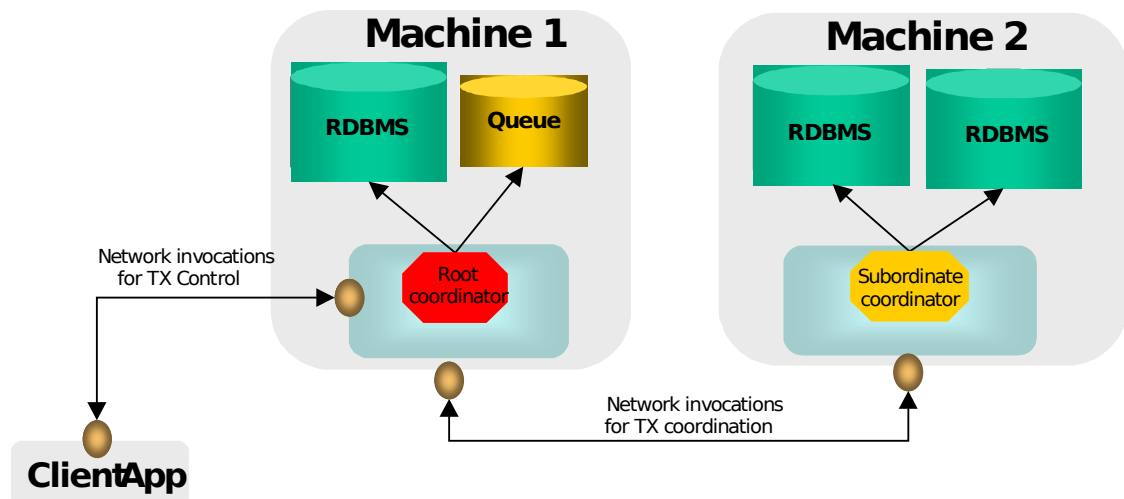 Machine 1
Machine 2
RDBMS
Queue
RDBMS
RDBMS
Network invocations
for TX Control
Root
coordinator
Subordinate
coordinator
Network invocations
for TX coordination
ClientApp